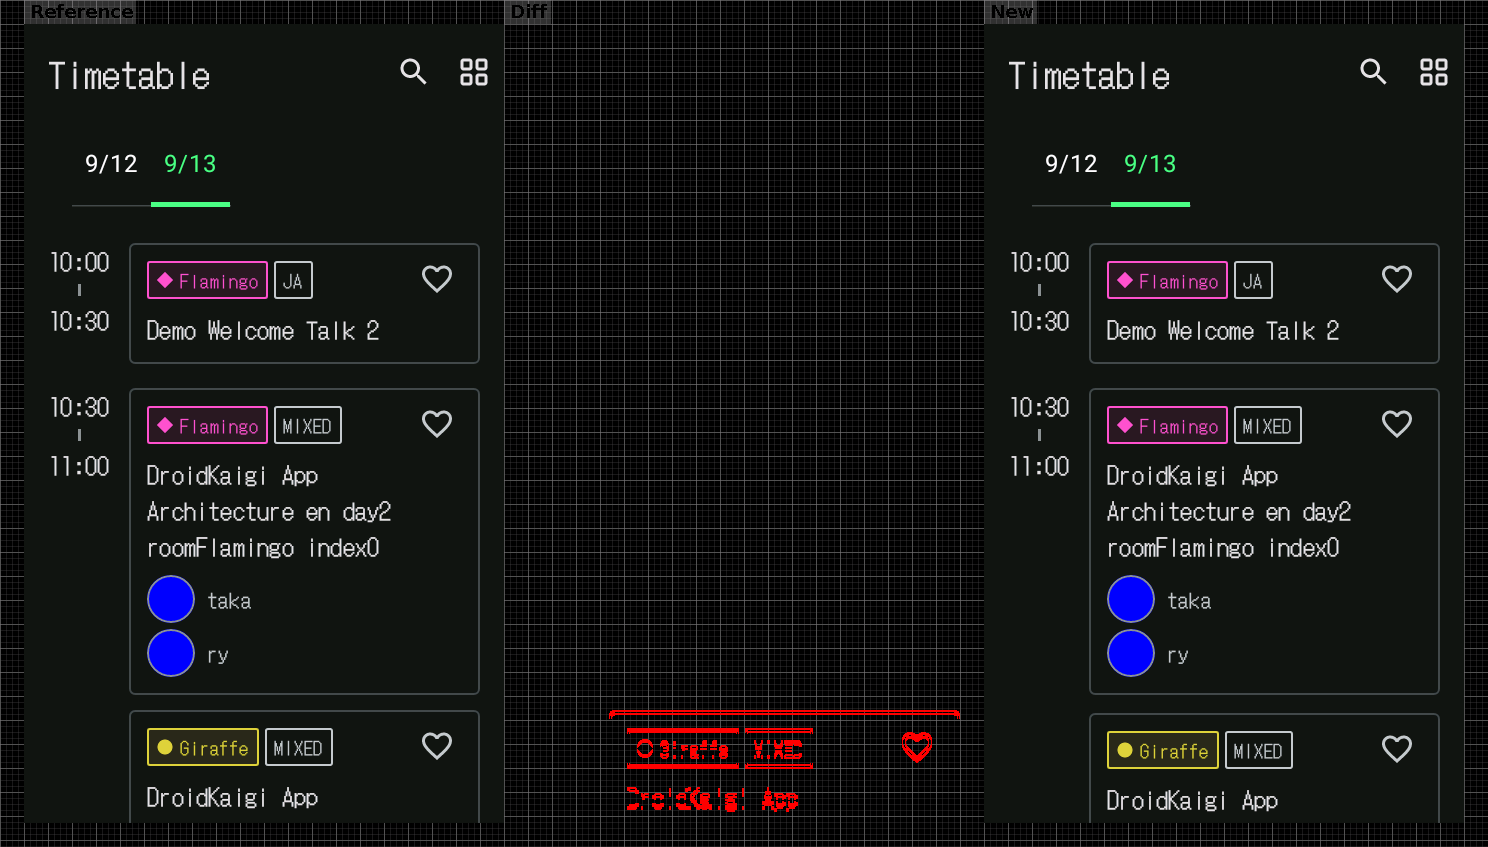 Reference
Timetable
9/12 9/13
10:00
10:30
Flamingo JA
Demo Welcome Talk 2
10:30
11:00
Flamingo MIXED
DroidKaigi App
Architecture en day2
roomFlamingo index0
taka
ry
Giraffe MIXED
DroidKaigi App
Diff
Giraffe MIXED
DroidKaigi App
New
Timetable
9/12 9/13
10:00
10:30
Flamingo JA
Demo Welcome Talk 2
10:30
11:00
Flamingo MIXED
DroidKaigi App
Architecture en day2
roomFlamingo index0
taka
ry
Giraffe MIXED
DroidKaigi App